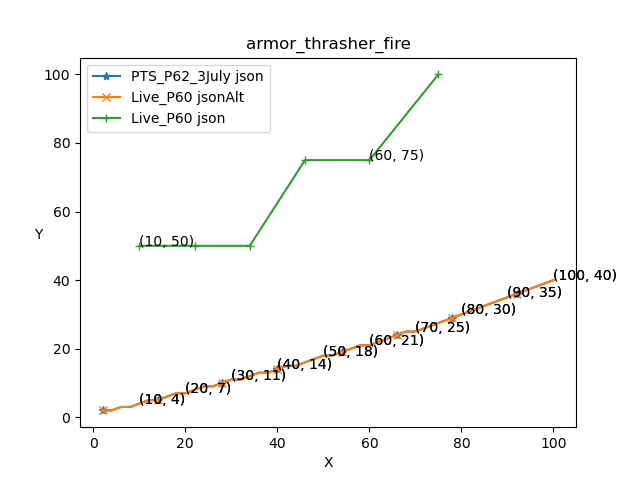 armor_thrasher_fire
PTS_P62_3July json
Live_P60 jsonAlt
Live_P60 json
100
80
60
40
20
0
Y
(10, 50)
(60, 75)
(10, 4)
(20, 7)
(30, 11)
(40, 14)
(50, 18)
(60, 21)
(70, 25)
(80, 30)
(90, 35)
(100, 40)
0 20 40 60 80 100
X